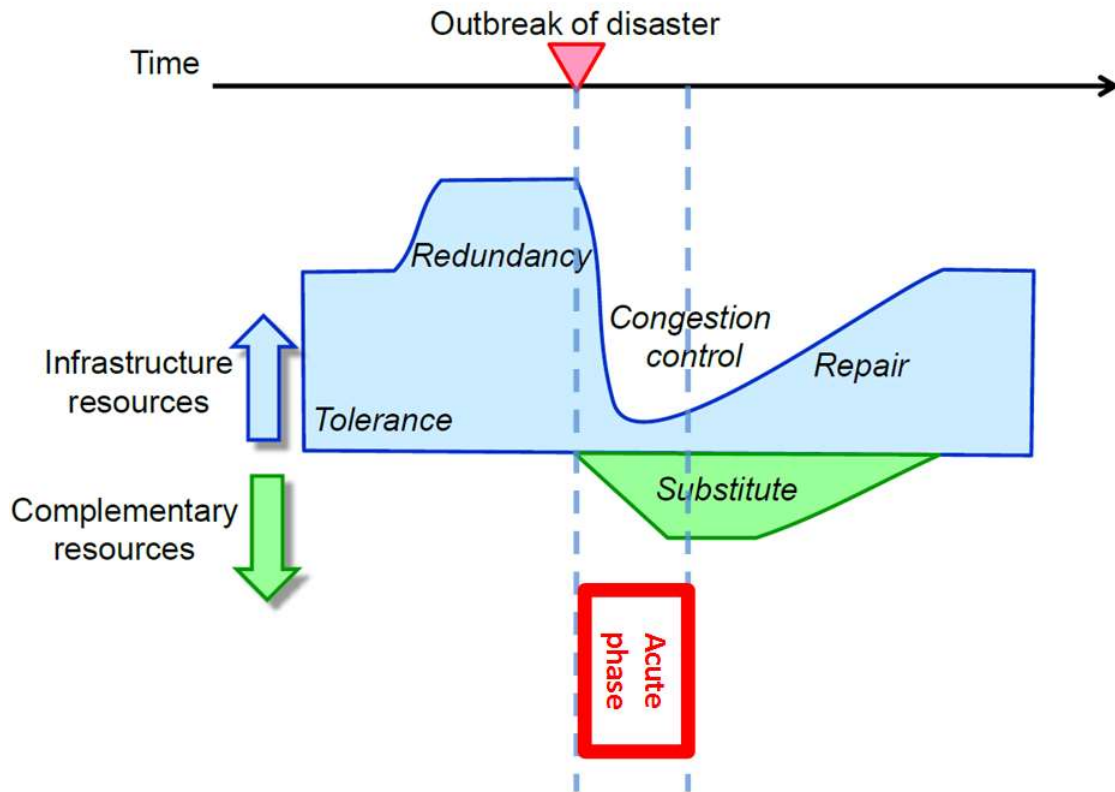 Outbreak of disaster
Time
Redundancy
Congestion
control
Repair
Infrastructure
resources
Tolerance
Complementary
resources
Substitute
Acute
phase